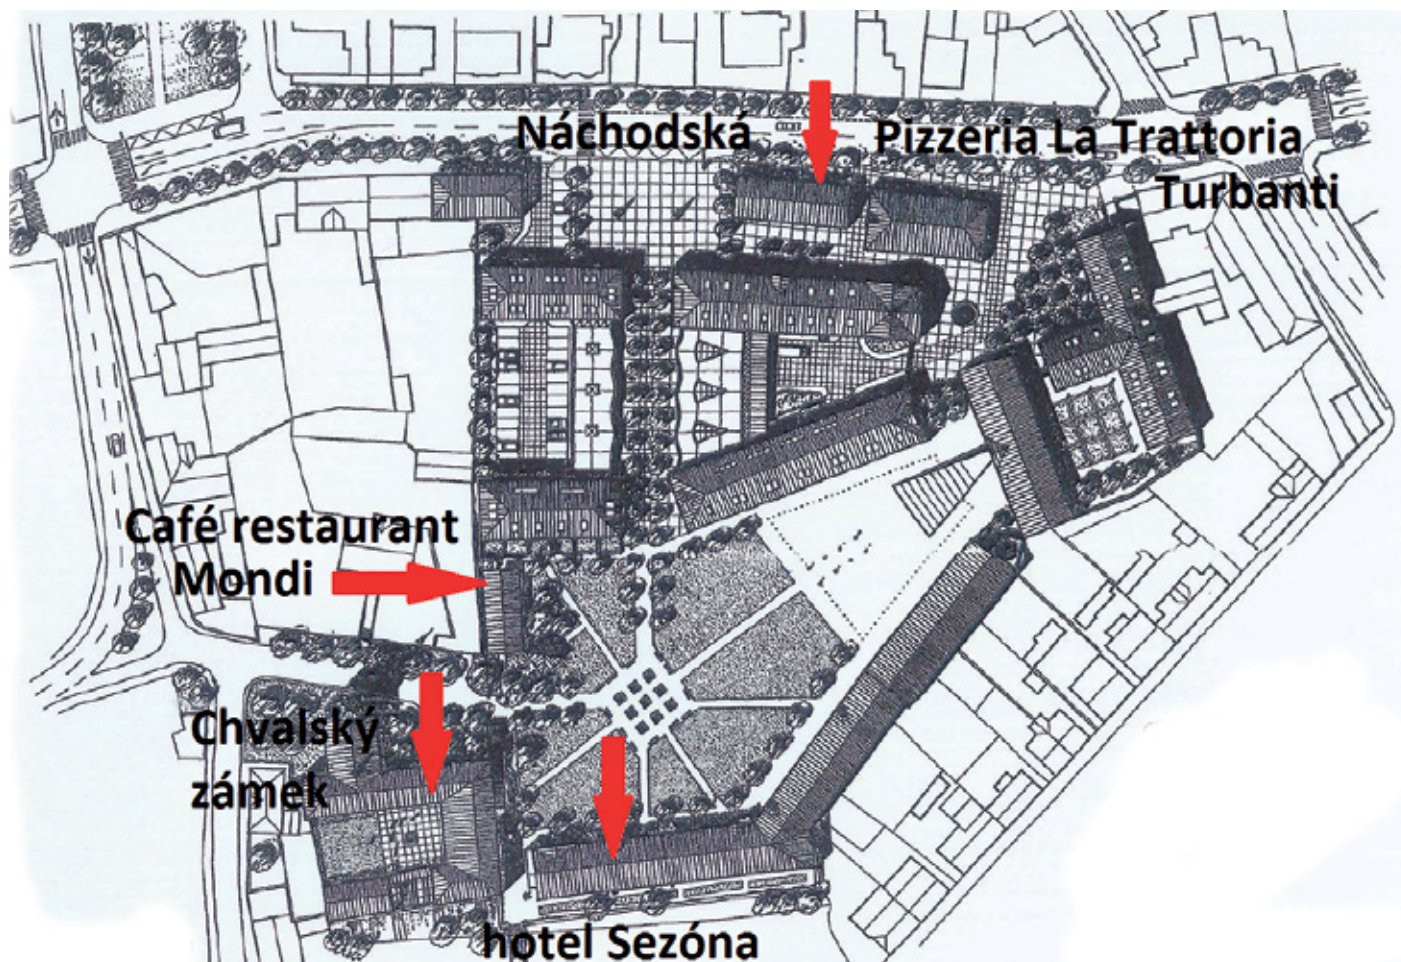 Náchodská
Pizzeria La Trattoria
Turbanti
Café restaurant
Mondi
Chvalský
zámek
hotel Sezóna